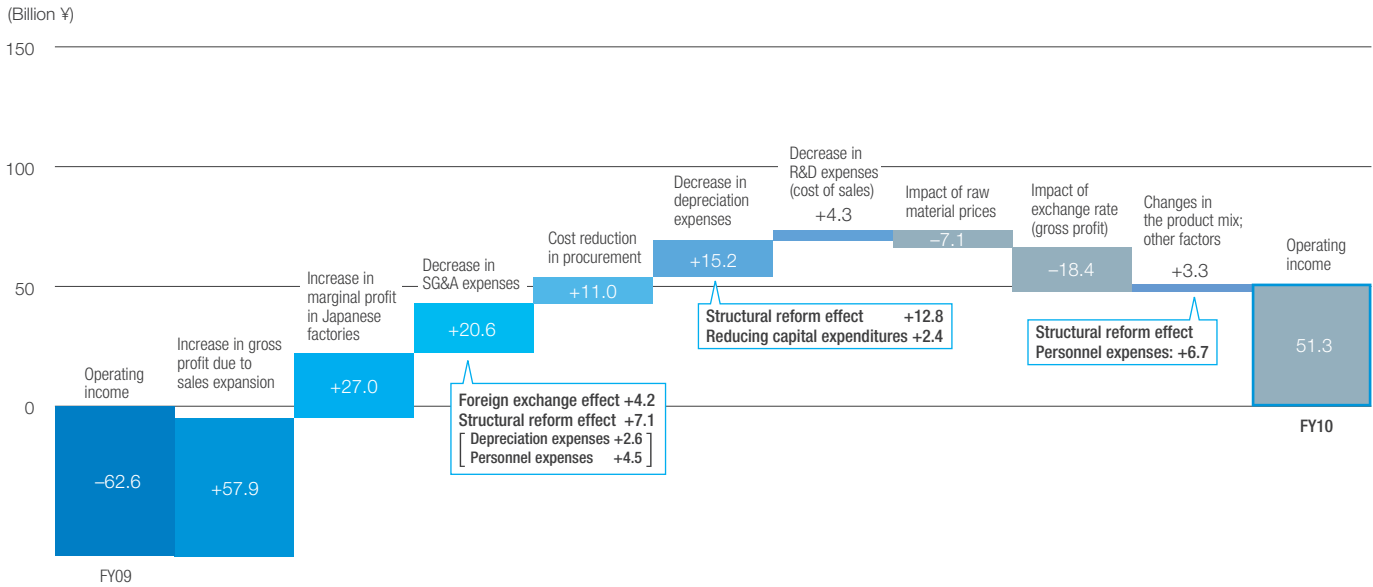 (Billion ¥)
150
100
50
0
Operating
income
–62.6
FY09
Increase in gross
profit due to
sales expansion
+57.9
Increase in
marginal profit
in Japanese
factories
+27.0
Decrease in
SG&A expenses
+20.6
Foreign exchange effect +4.2
Structural reform effect +7.1
[ Depreciation expenses +2.6 ]
[ Personnel expenses +4.5 ]
Cost reduction
in procurement
+11.0
Decrease in
depreciation
expenses
+15.2
Structural reform effect +12.8
Reducing capital expenditures +2.4
Decrease in
R&D expenses
(cost of sales)
+4.3
Impact of raw
material prices
–7.1
Impact of
exchange rate
(gross profit)
–18.4
Changes in
the product mix;
other factors
+3.3
Structural reform effect
Personnel expenses: +6.7
Operating
income
51.3
FY10